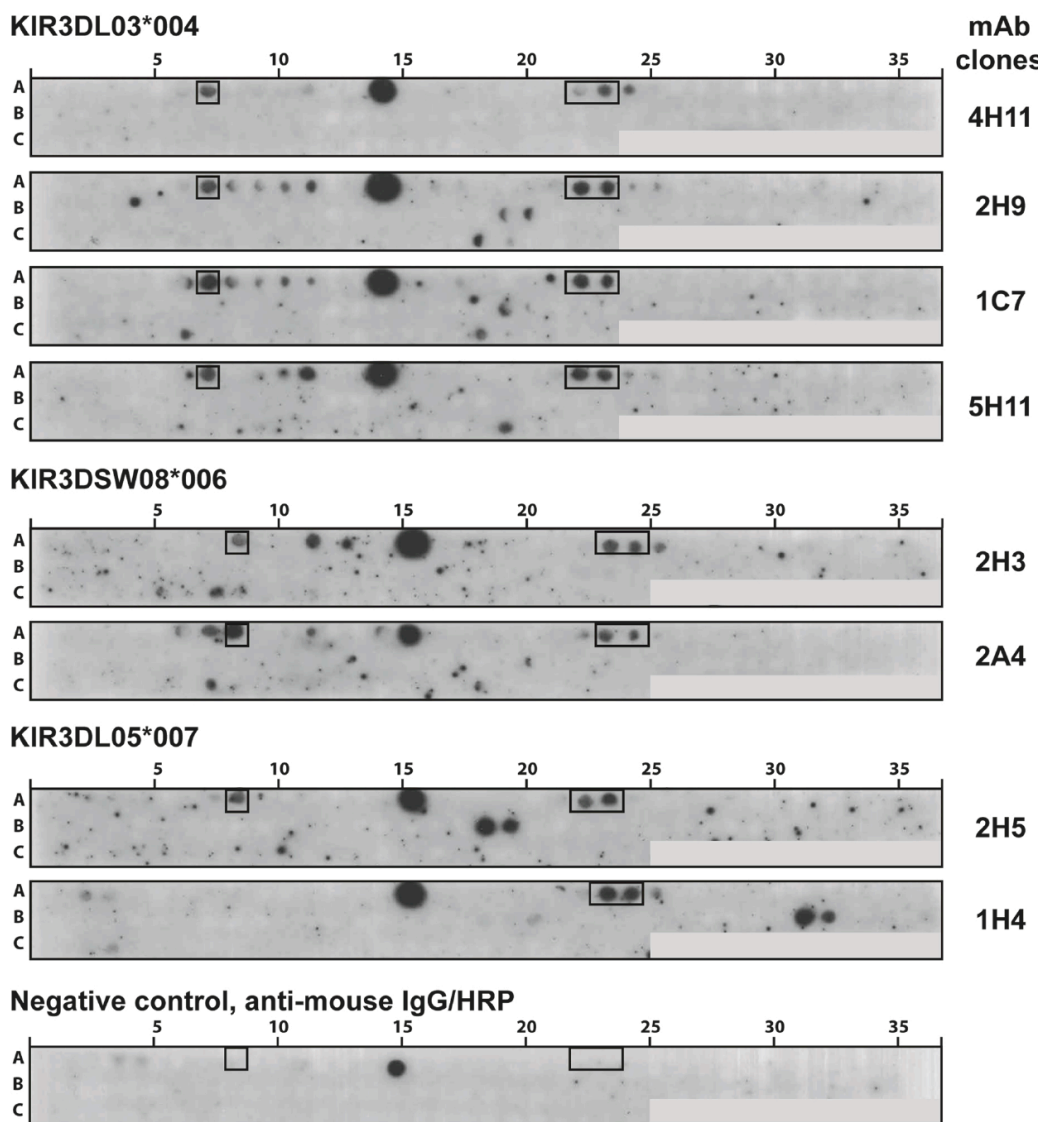 KIR3DL03*004
mAb clones
5 10 15 20 25 30 35
A
B
C
4H11
A
B
C
2H9
A
B
C
1C7
A
B
C
5H11
KIR3DSW08*006
5 10 15 20 25 30 35
A
B
C
2H3
A
B
C
2A4
KIR3DL05*007
5 10 15 20 25 30 35
A
B
C
2H5
A
B
C
1H4
Negative control, anti-mouse IgG/HRP
5 10 15 20 25 30 35
A
B
C